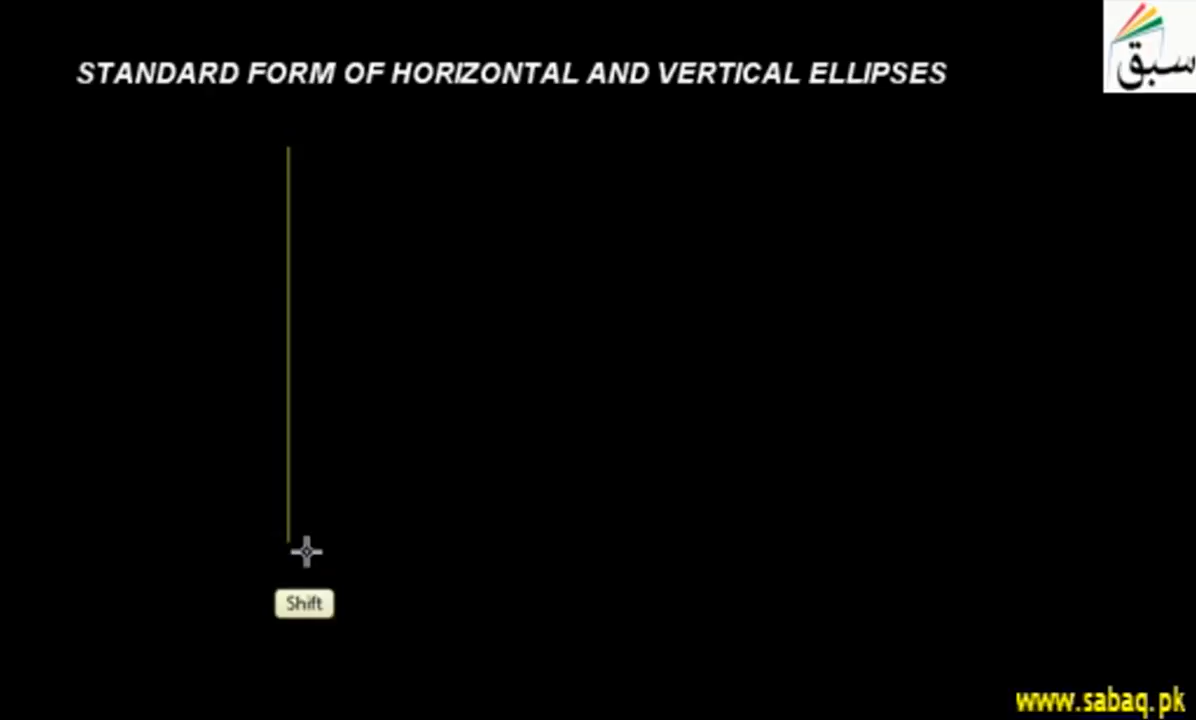 STANDARD FORM OF HORIZONTAL AND VERTICAL ELLIPSES
سبق
Shift
www.sabaq.pk